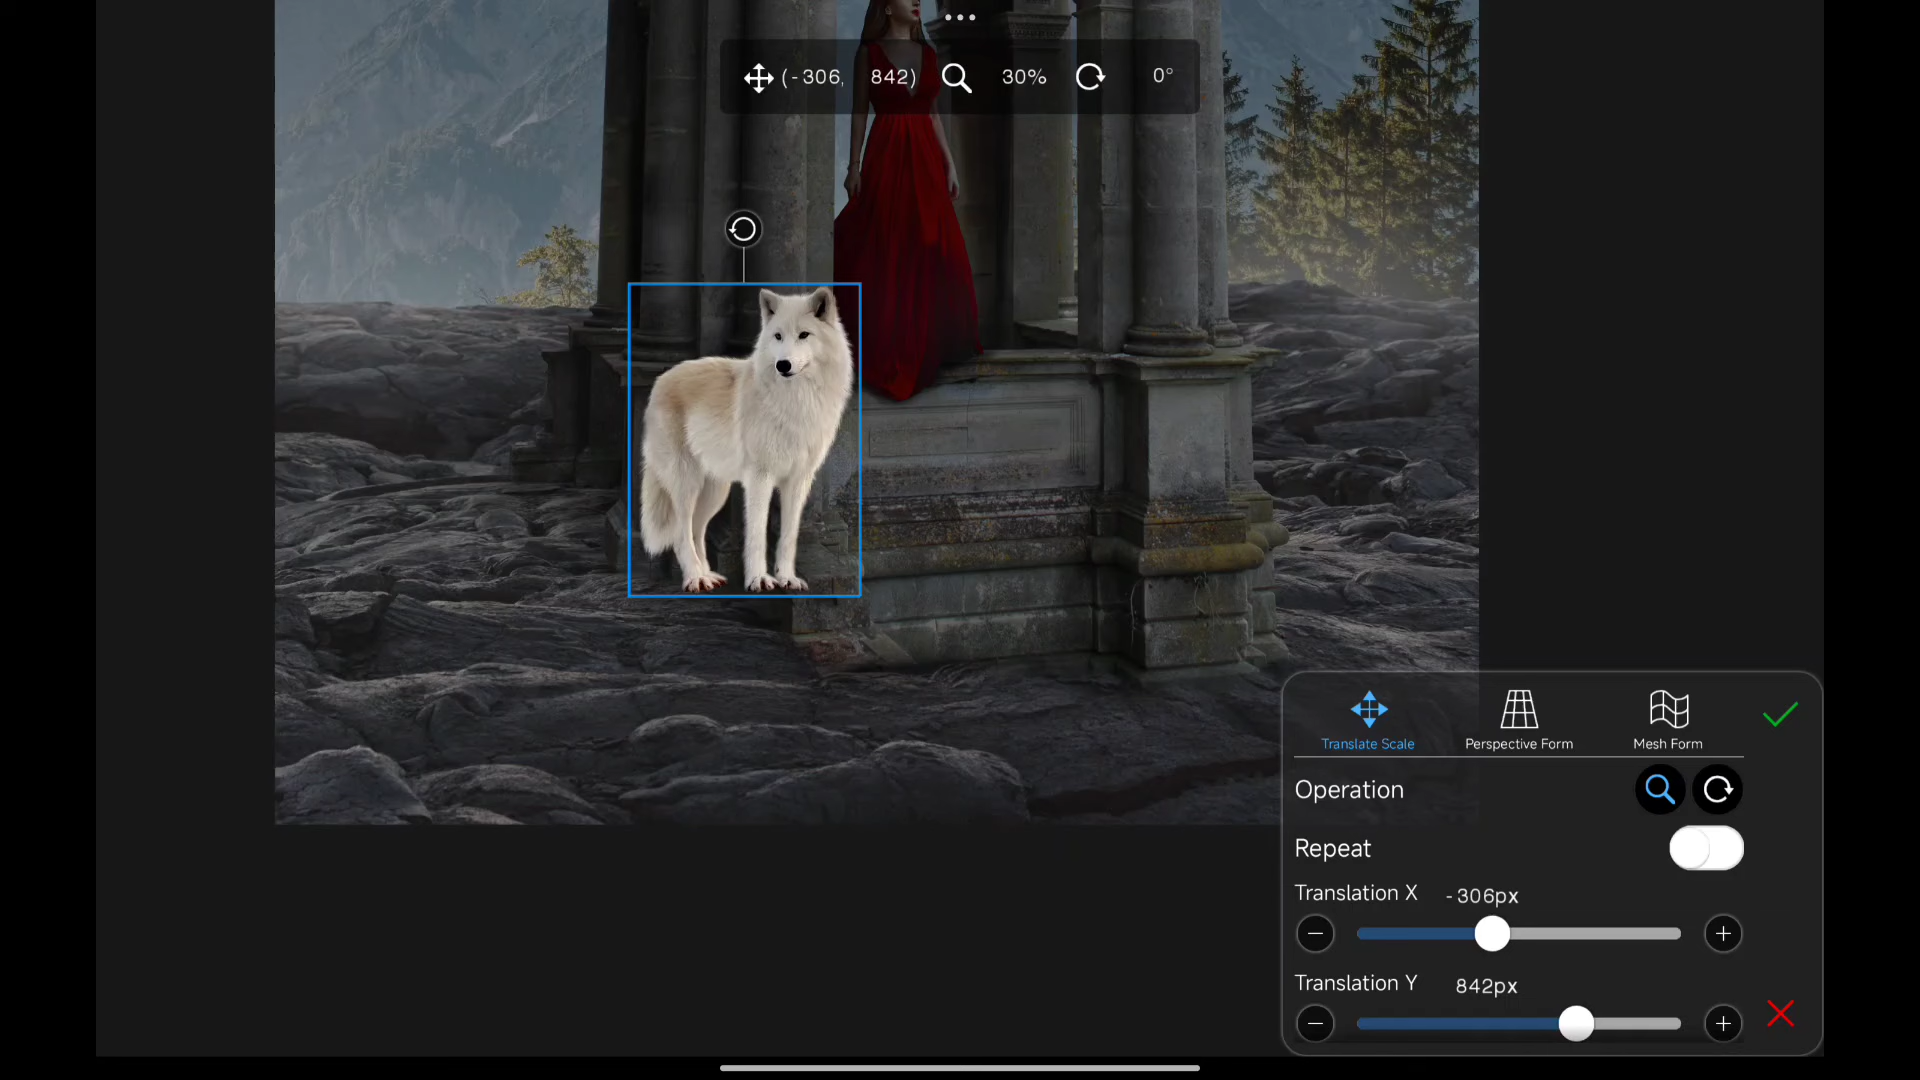 (-306, 842) 30% 0°
Translate Scale Perspective Form Mesh Form
Operation
Repeat
Translation X -306px
Translation Y 842px